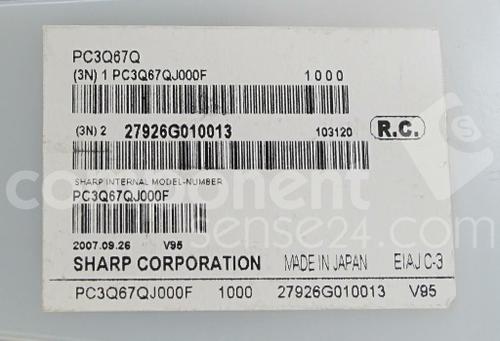 PC3Q67Q
(3N) 1 PC3Q67QJ000F 1000
(3N) 2 27926G010013 103120 R.C.
SHARP INTERNAL MODEL-NUMBER
PC3Q67QJ000F
component
sense24.com
2007.09.26 V95
SHARP CORPORATION MADE IN JAPAN EIAJ C-3
PC3Q67QJ000F 1000 27926G010013 V95